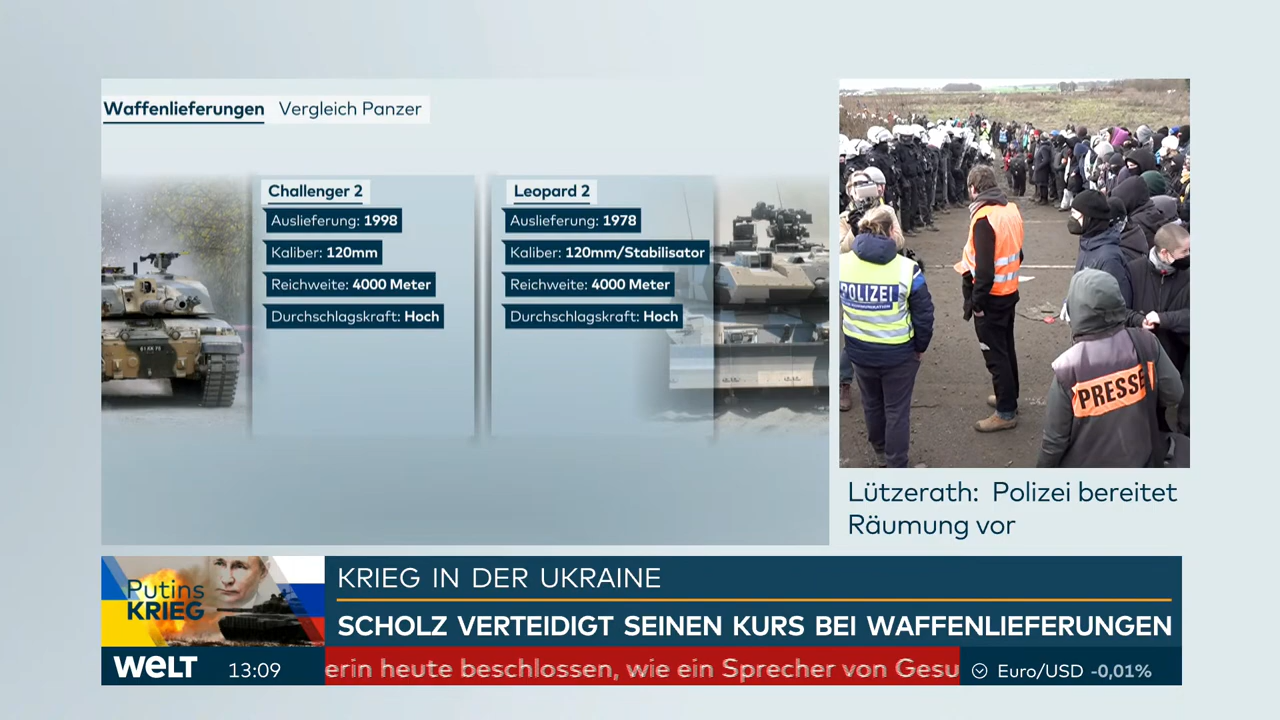 Waffenlieferungen Vergleich Panzer
Challenger 2
Auslieferung: 1998
Kaliber: 120mm
Reichweite: 4000 Meter
Durchschlagskraft: Hoch
Leopard 2
Auslieferung: 1978
Kaliber: 120mm/Stabilisator
Reichweite: 4000 Meter
Durchschlagskraft: Hoch
POLIZEI
PRESSE
Lützerath: Polizei bereitet
Räumung vor
Putins
KRIEG
KRIEG IN DER UKRAINE
SCHOLZ VERTEIDIGT SEINEN KURS BEI WAFFENLIEFERUNGEN
WELT 13:09 erin heute beschlossen, wie ein Sprecher von Gesu Euro/USD -0,01%